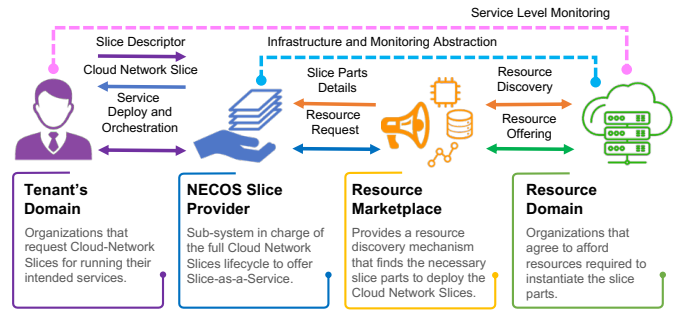 Service Level Monitoring
Slice Descriptor
Infrastructure and Monitoring Abstraction
Cloud Network Slice
Service
Deploy and
Orchestration
Slice Parts
Details
Resource
Request
Resource
Discovery
Resource
Offering
Tenant's
Domain
Organizations that
request Cloud-Network
Slices for running their
intended services.
NECOS Slice
Provider
Sub-system in charge of
the full Cloud Network
Slices lifecycle to offer
Slice-as-a-Service.
Resource
Marketplace
Provides a resource
discovery mechanism
that finds the necessary
slice parts to deploy the
Cloud Network Slices.
Resource
Domain
Organizations that
agree to afford
resources required to
instantiate the slice
parts.